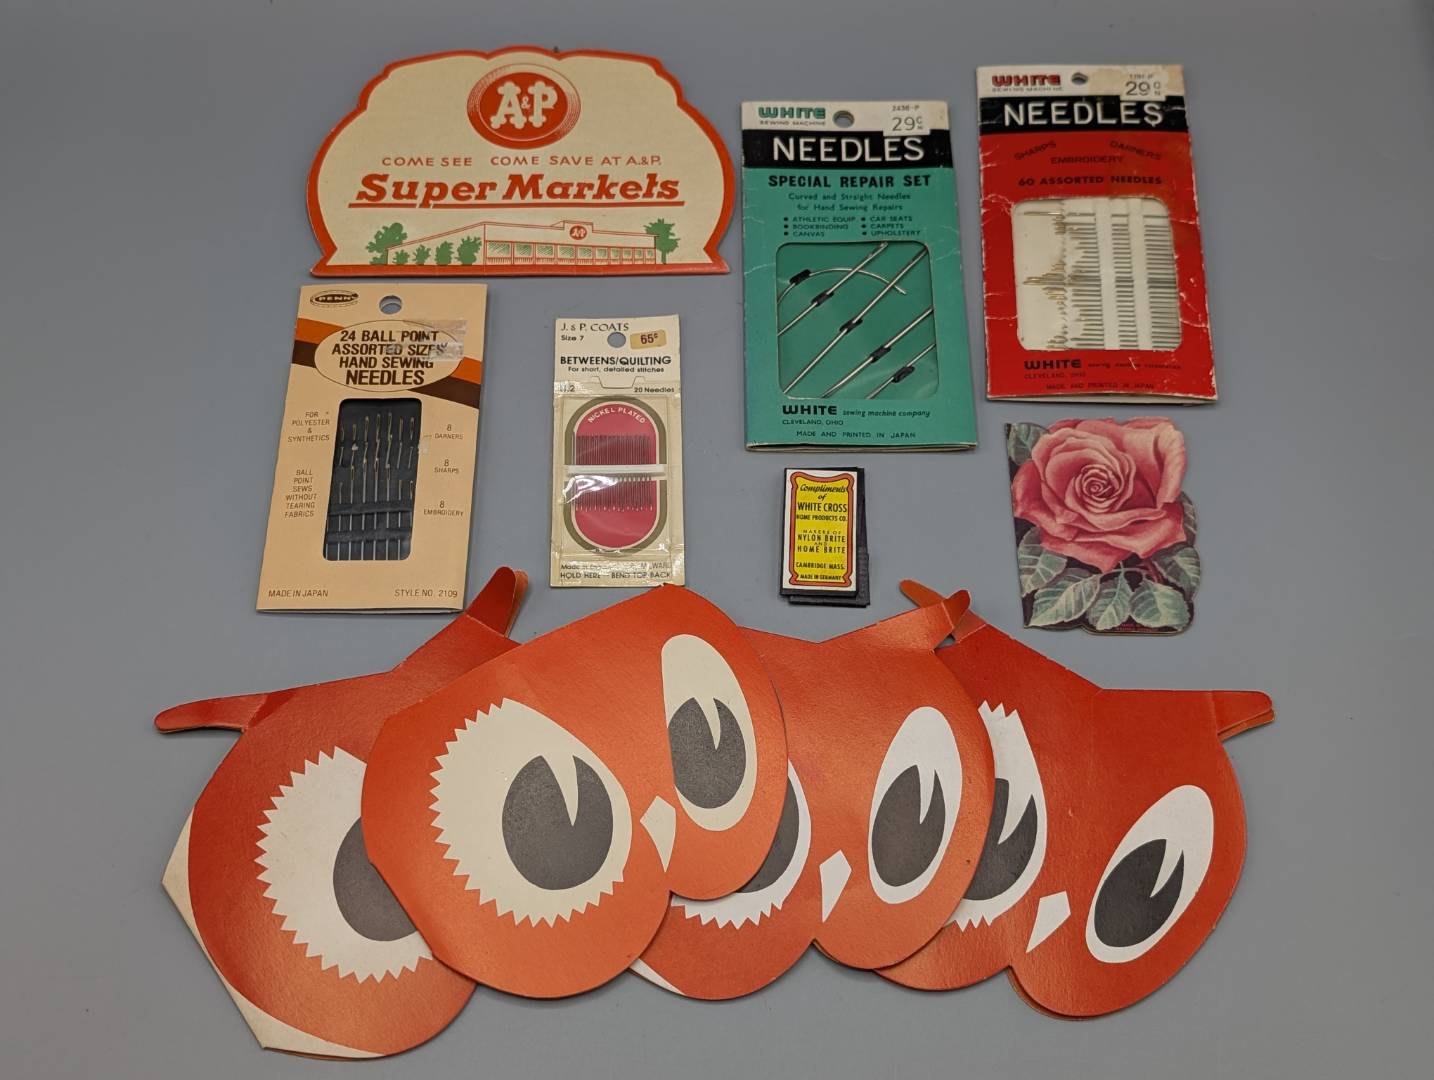 A&P
COME SEE COME SAVE AT A.&P.
Super Markets
A&P
WHITE
SEWING MACHINE
2436-P
29¢
NEEDLES
SPECIAL REPAIR SET
Curved and Straight Needles
for Hand Sewing Repairs
• ATHLETIC EQUIP. • CAR SEATS
• BOOKBINDING • CARPETS
• CANVAS • UPHOLSTERY
WHITE sewing machine company
CLEVELAND, OHIO
MADE AND PRINTED IN JAPAN
WHITE
SEWING MACHINE
29¢
NEEDLES
SHARPS DARNERS
EMBROIDERY
60 ASSORTED NEEDLES
WHITE sewing machine
CLEVELAND, OHIO
MADE AND PRINTED IN JAPAN
PENN
24 BALL POINT
ASSORTED SIZES
HAND SEWING
NEEDLES
FOR
POLYESTER
&
SYNTHETICS
BALL
POINT
SEWS
WITHOUT
TEARING
FABRICS
8
DARNERS
8
SHARPS
8
EMBROIDERY
MADE IN JAPAN STYLE NO. 2109
J. & P. COATS
Size 7
65¢
BETWEENS/QUILTING
For short, detailed stitches
20 Needles
NICKEL PLATED
Made in
HOLD HERE - BEND TOP BACK
Compliments
of
WHITE CROSS
HOME PRODUCTS CO.
MAKERS OF
NYLON BRITE
AND
HOME BRITE
CAMBRIDGE MASS.
MADE IN GERMANY